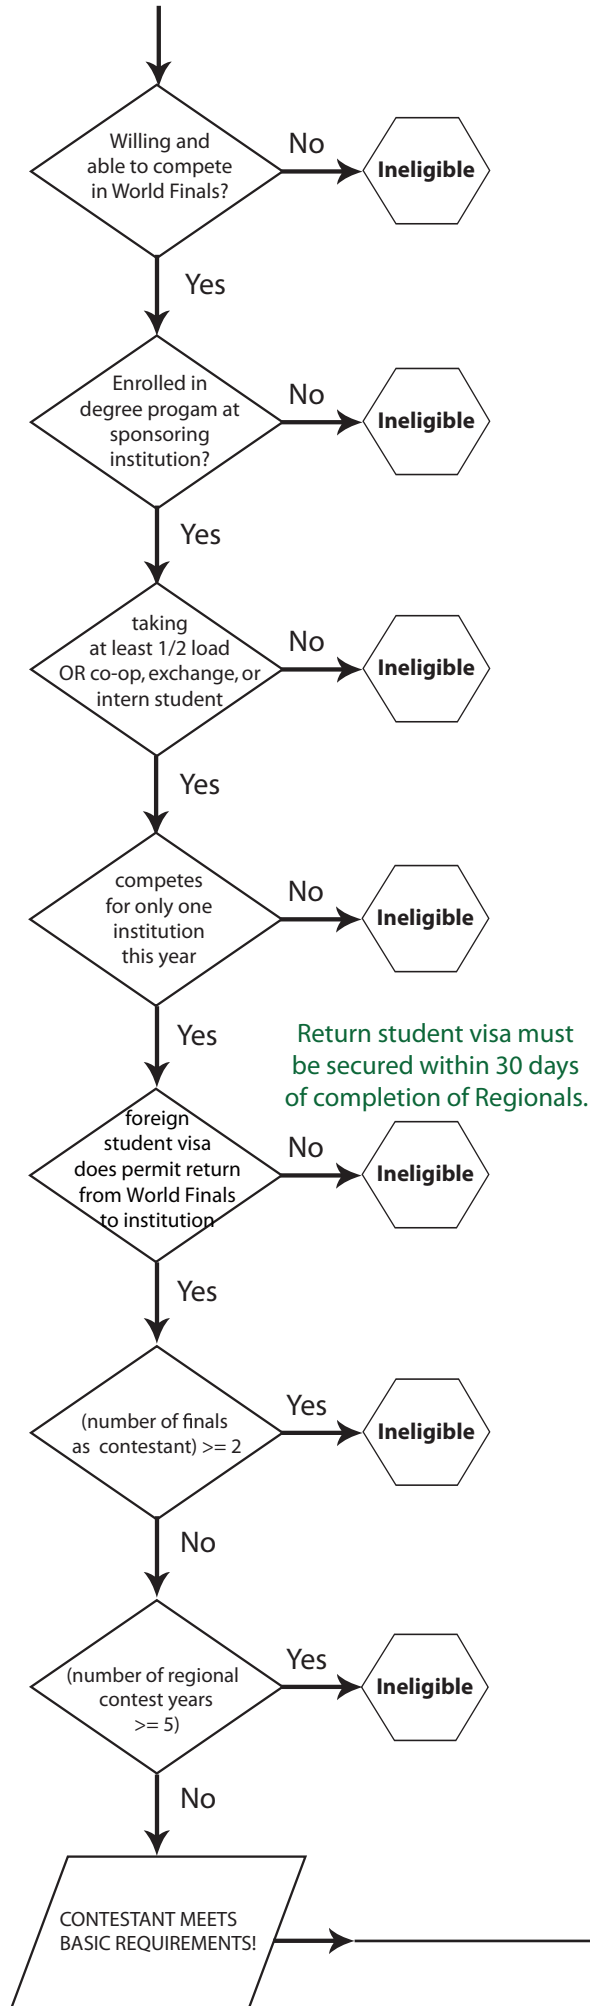 Willing and
able to compete
in World Finals?
No
Ineligible
Yes
Enrolled in
degree progam at
sponsoring
institution?
No
Ineligible
Yes
taking
at least 1/2 load
OR co-op, exchange, or
intern student
No
Ineligible
Yes
competes
for only one
institution
this year
No
Ineligible
Yes
Return student visa must
be secured within 30 days
of completion of Regionals.
foreign
student visa
does permit return
from World Finals
to institution
No
Ineligible
Yes
(number of finals
as contestant) >= 2
Yes
Ineligible
No
(number of regional
contest years
>= 5)
Yes
Ineligible
No
CONTESTANT MEETS
BASIC REQUIREMENTS!